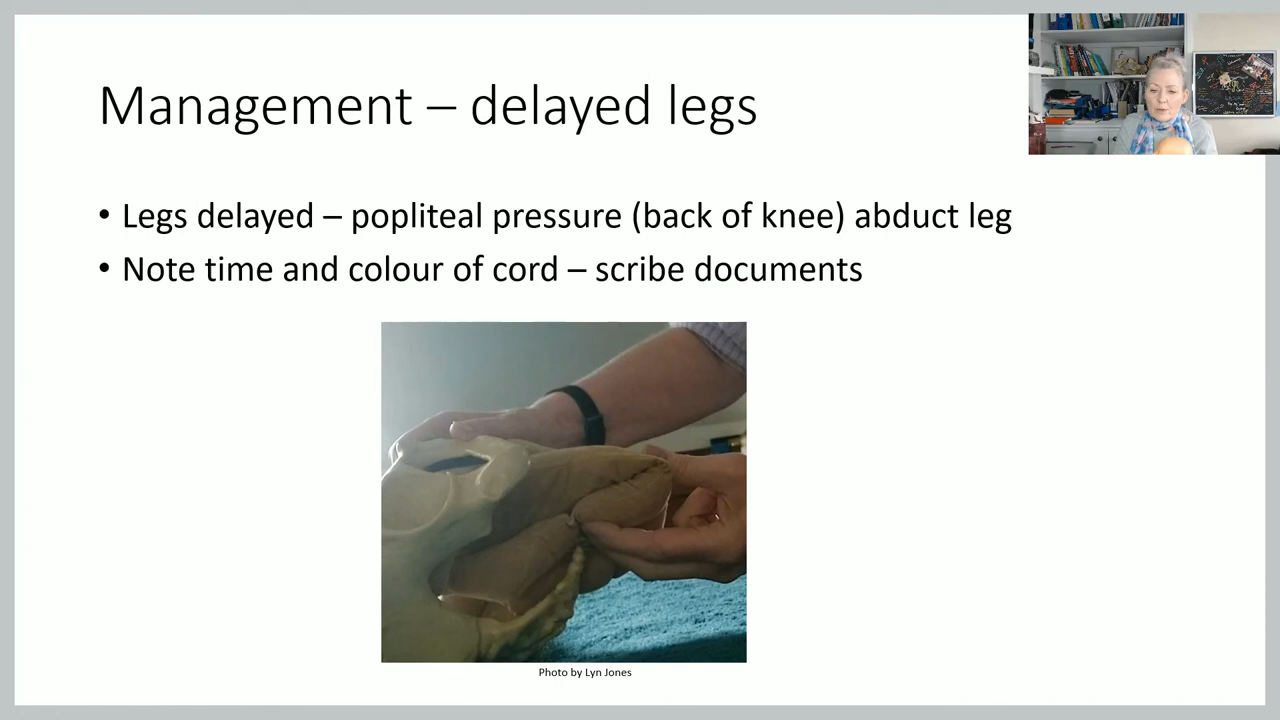 Management – delayed legs
• Legs delayed – popliteal pressure (back of knee) abduct leg
• Note time and colour of cord – scribe documents
Photo by Lyn Jones